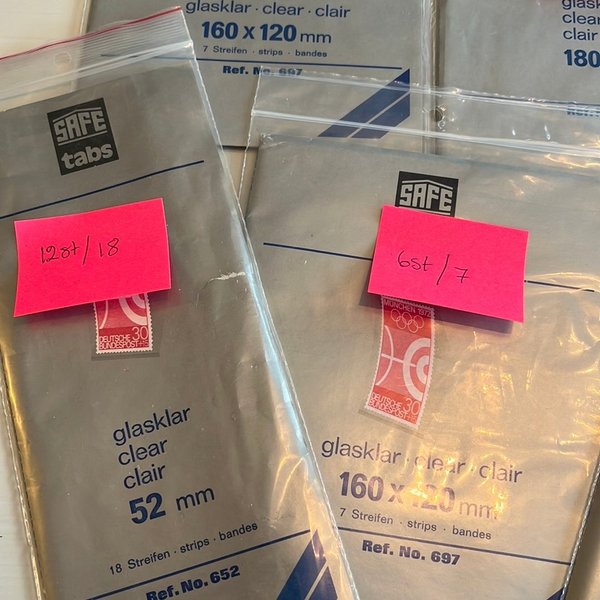 glasklar · clear · clair
160 x 120 mm
7 Streifen · strips · bandes
Ref. No. 697
glasklar
clear
clair
180
SAFE
tabs
12st/18
DEUTSCHE 30
BUNDESPOST
glasklar
clear
clair
52 mm
18 Streifen · strips · bandes
Ref. No. 652
SAFE
6st/7
MÜNCHEN 1972
DEUTSCHE 30
BUNDESPOST
glasklar · clear · clair
160 x 120 mm
7 Streifen · strips · bandes
Ref. No. 697